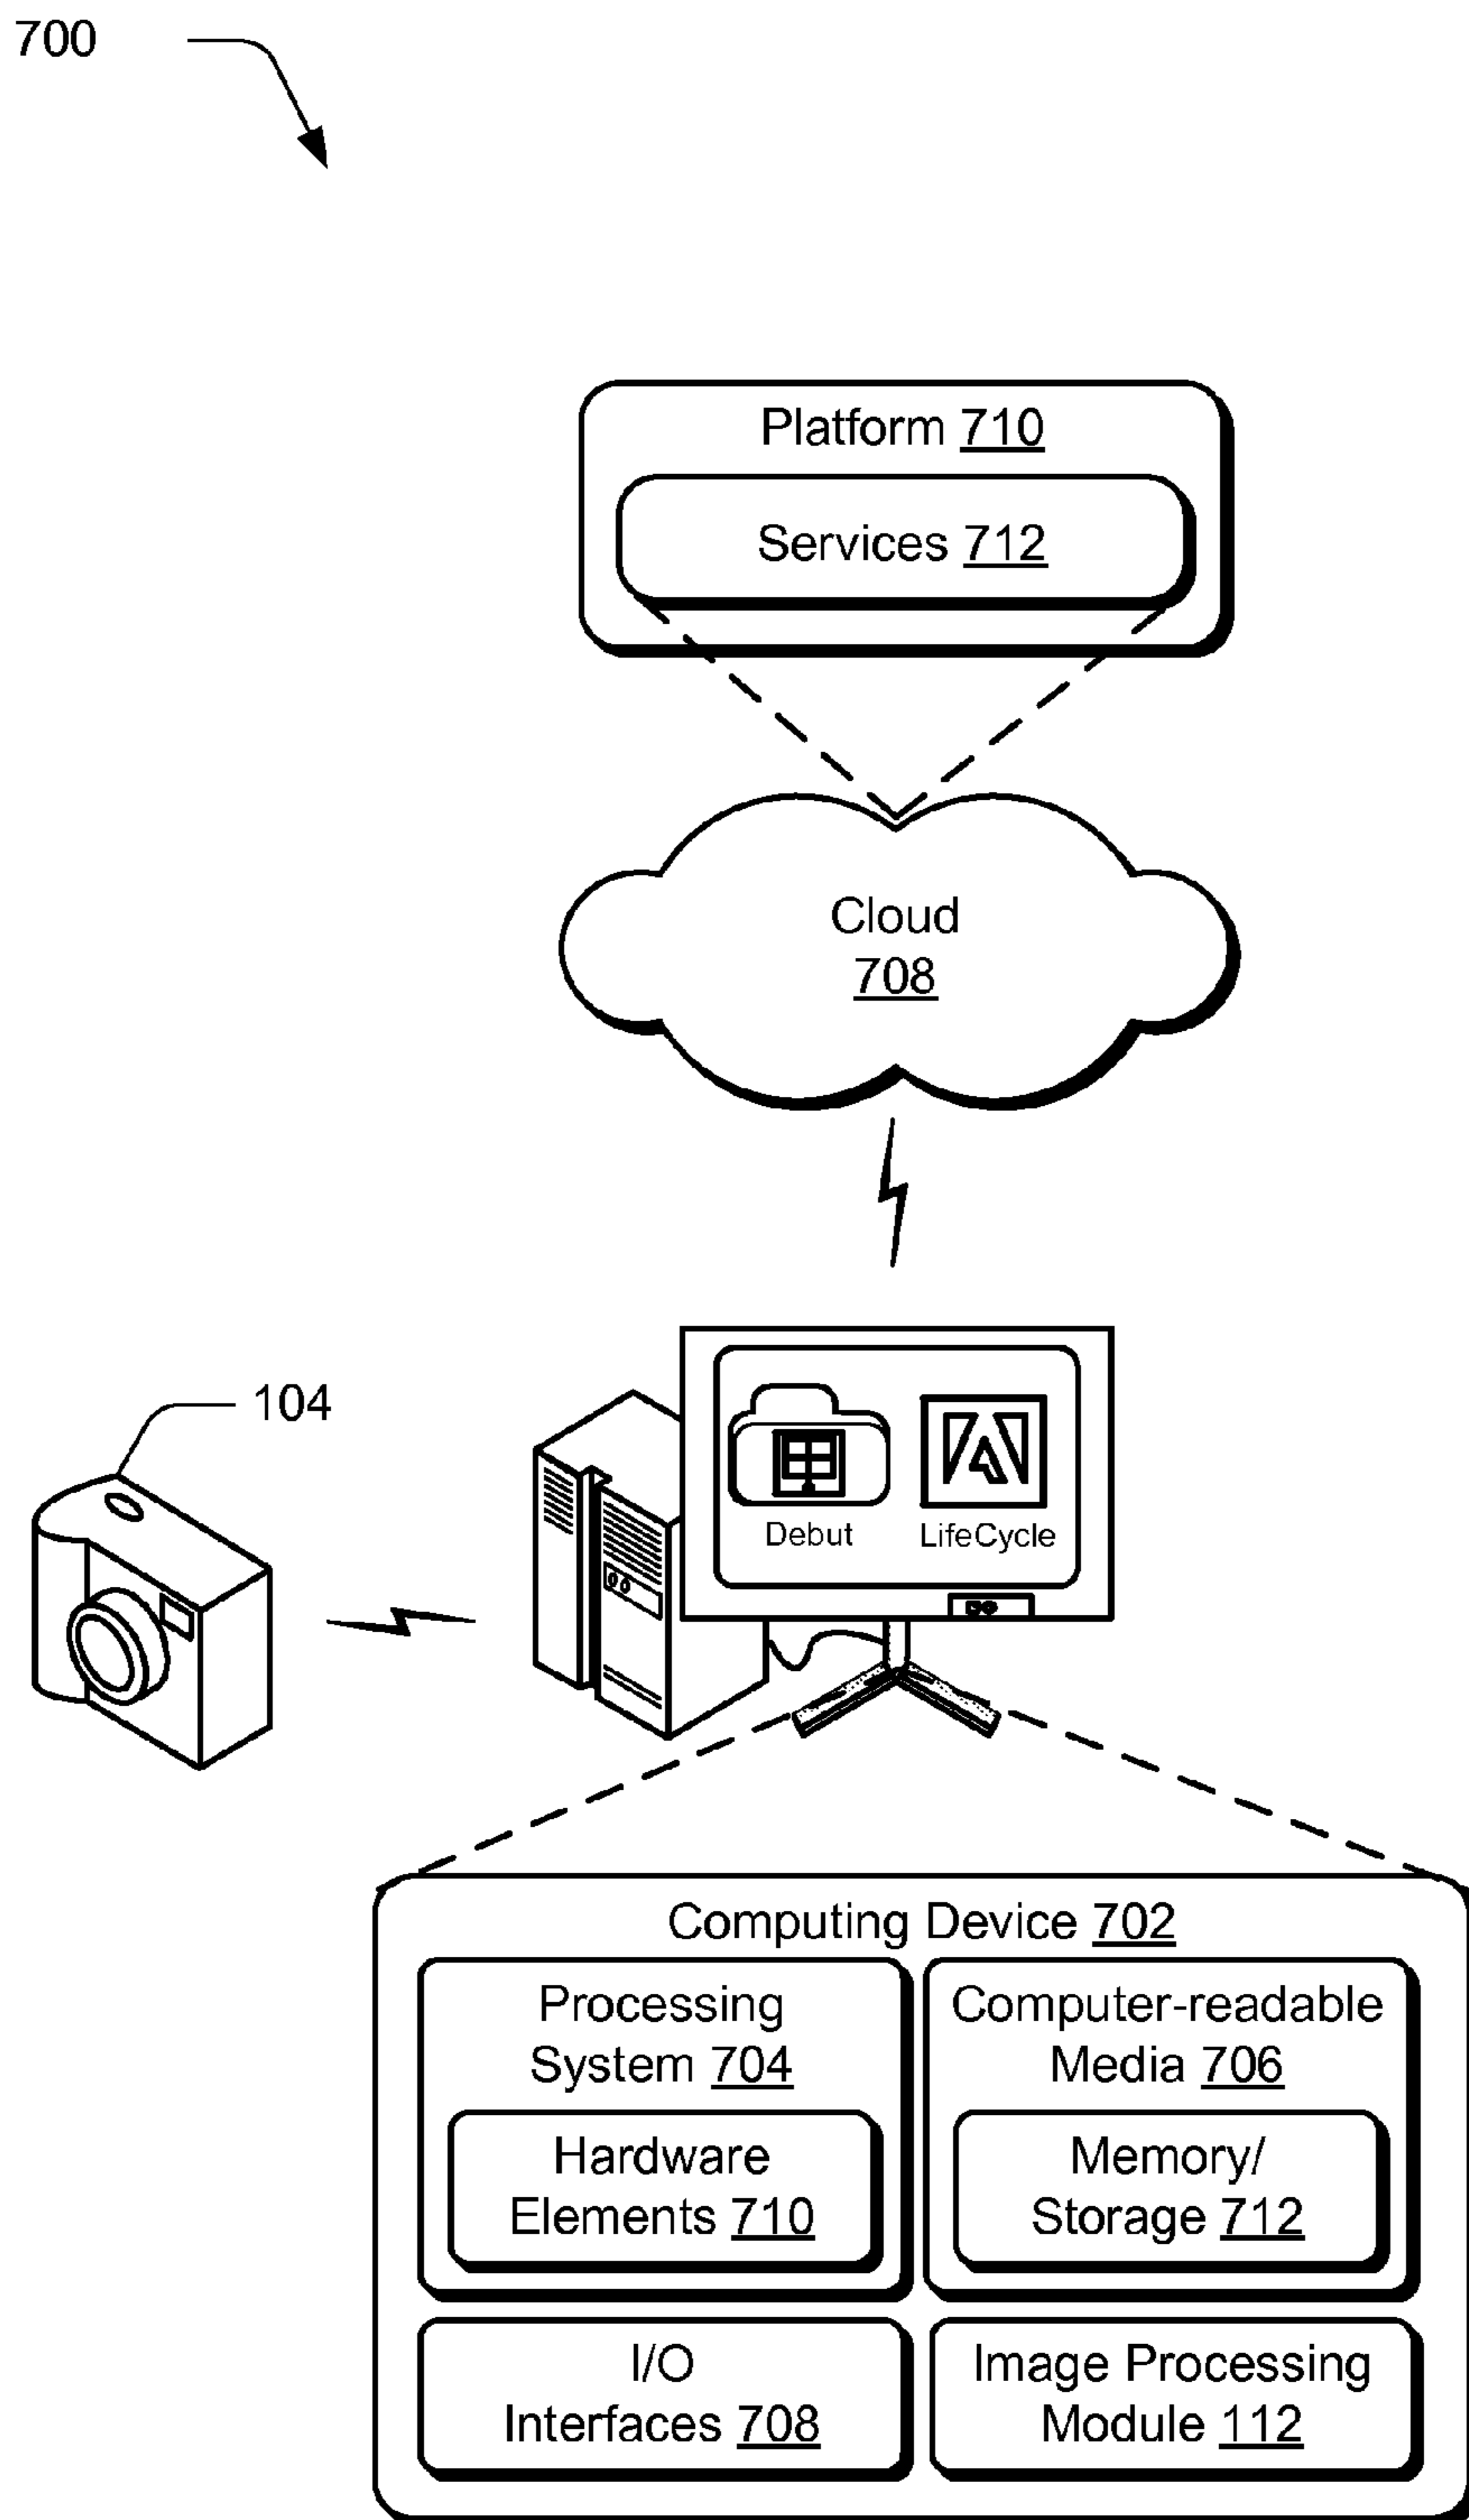 700
Platform 710
Services 712
Cloud
708
104
Debut
LifeCycle
Computing Device 702
Processing
System 704
Hardware
Elements 710
Computer-readable
Media 706
Memory/
Storage 712
I/O
Interfaces 708
Image Processing
Module 112